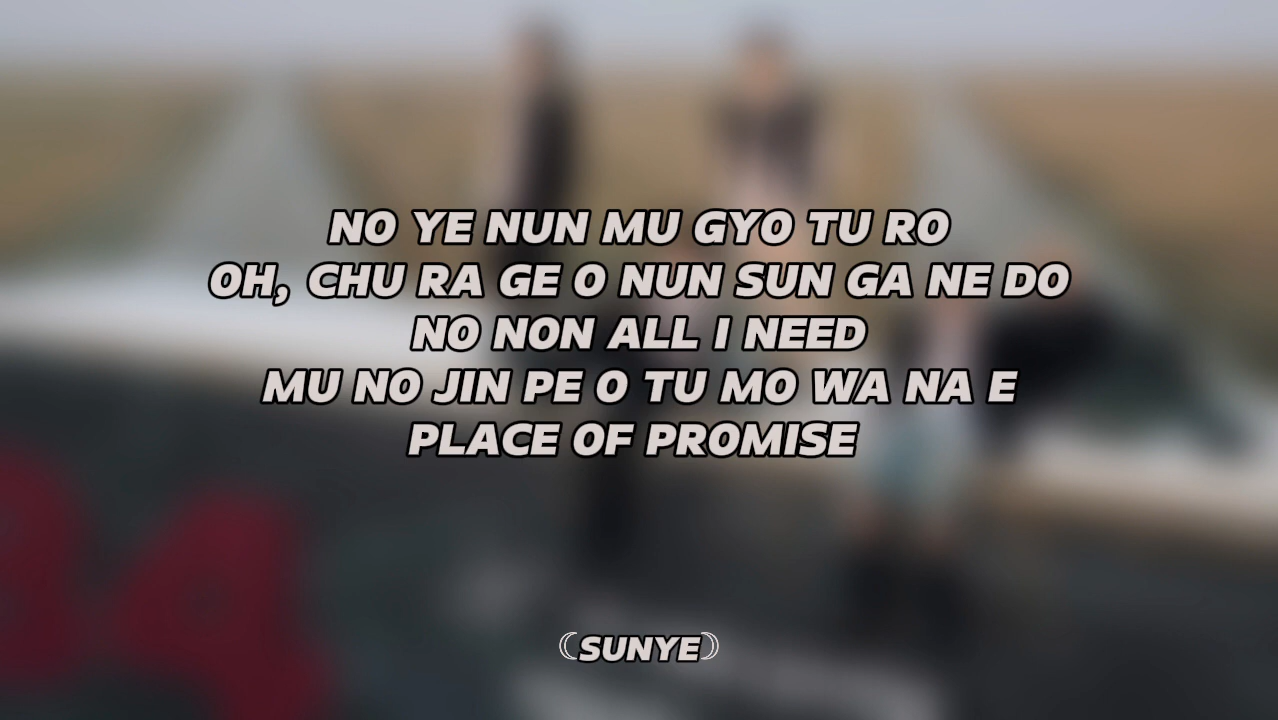 NO YE NUN MU GYO TU RO
OH, CHU RA GE O NUN SUN GA NE DO
NO NON ALL I NEED
MU NO JIN PE O TU MO WA NA E
PLACE OF PROMISE
34
☾SUNYE☽